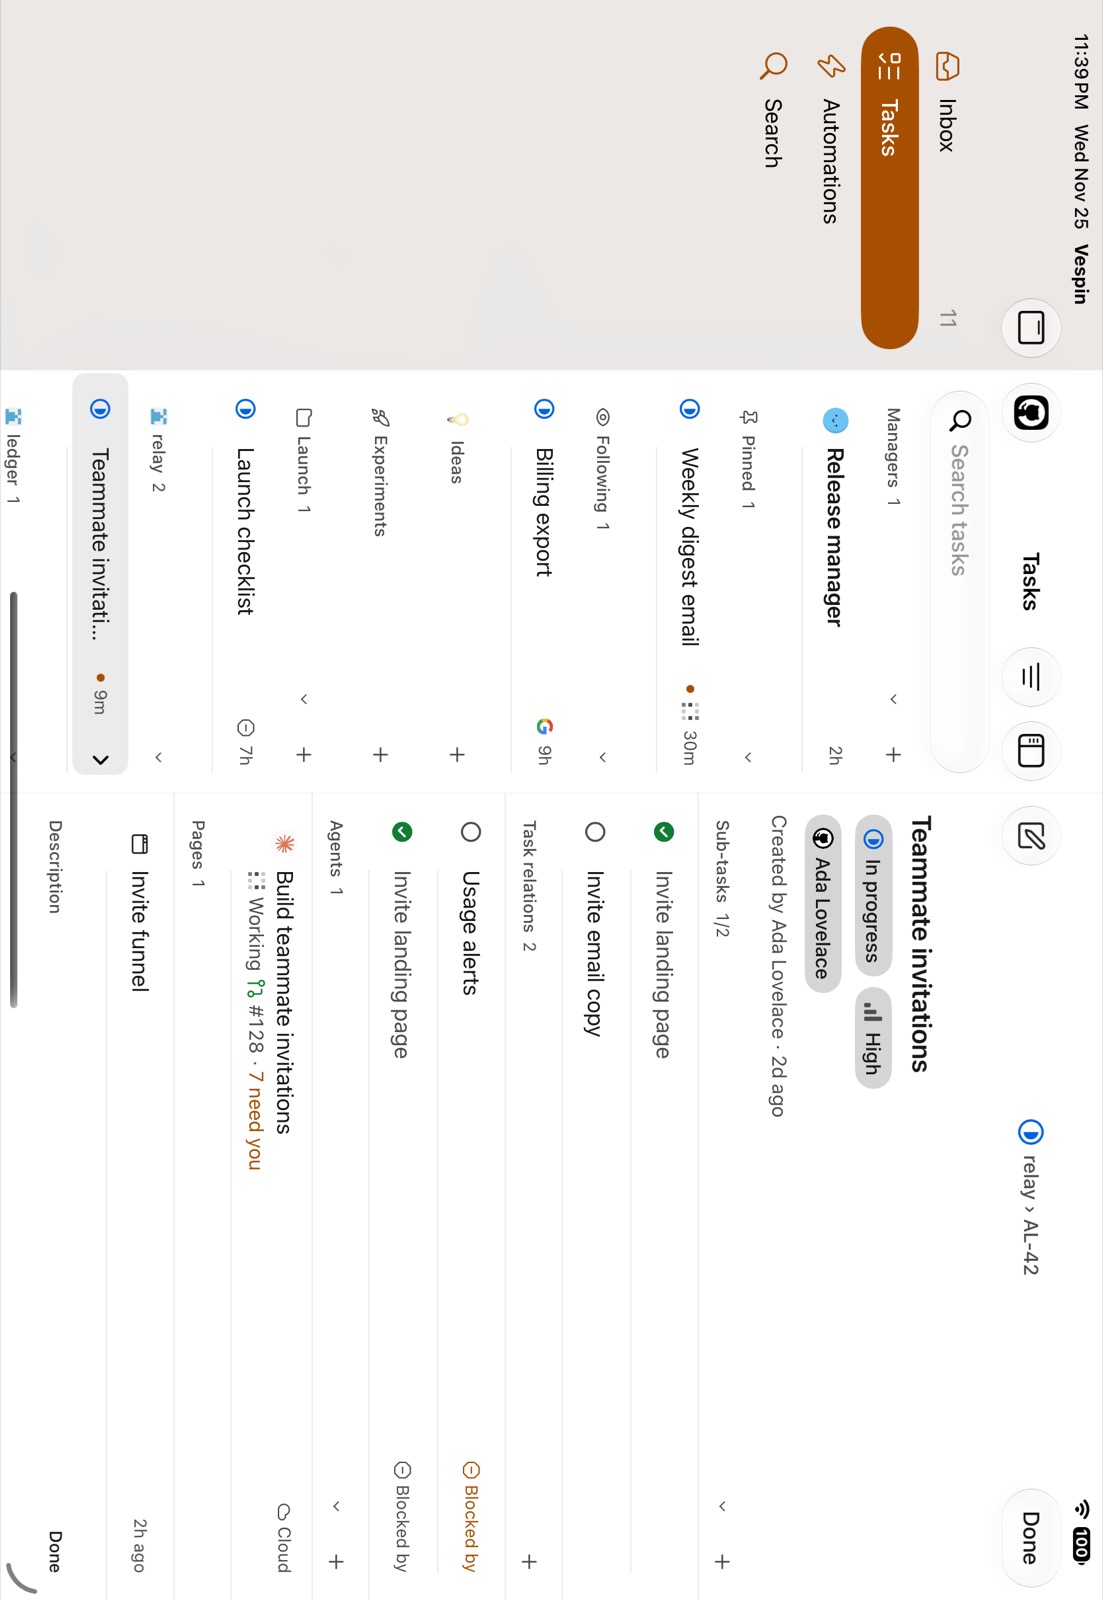 11:39 PM Wed Nov 25 Vespin
100
Inbox 11
Tasks
Automations
Search
Tasks
Search tasks
Managers 1
Release manager 2h
Pinned 1
Weekly digest email 30m
Following 1
Billing export 9h
Ideas
Experiments
Launch 1
Launch checklist 7h
relay 2
Teammate invitati... 9m
ledger 1
relay › AL-42
Done
Teammate invitations
In progress High
Ada Lovelace
Created by Ada Lovelace · 2d ago
Sub-tasks 1/2
Invite landing page
Invite email copy
Task relations 2
Usage alerts Blocked by
Invite landing page Blocked by
Agents 1
Build teammate invitations Cloud
Working #128 · 7 need you
Pages 1
Invite funnel 2h ago
Description Done